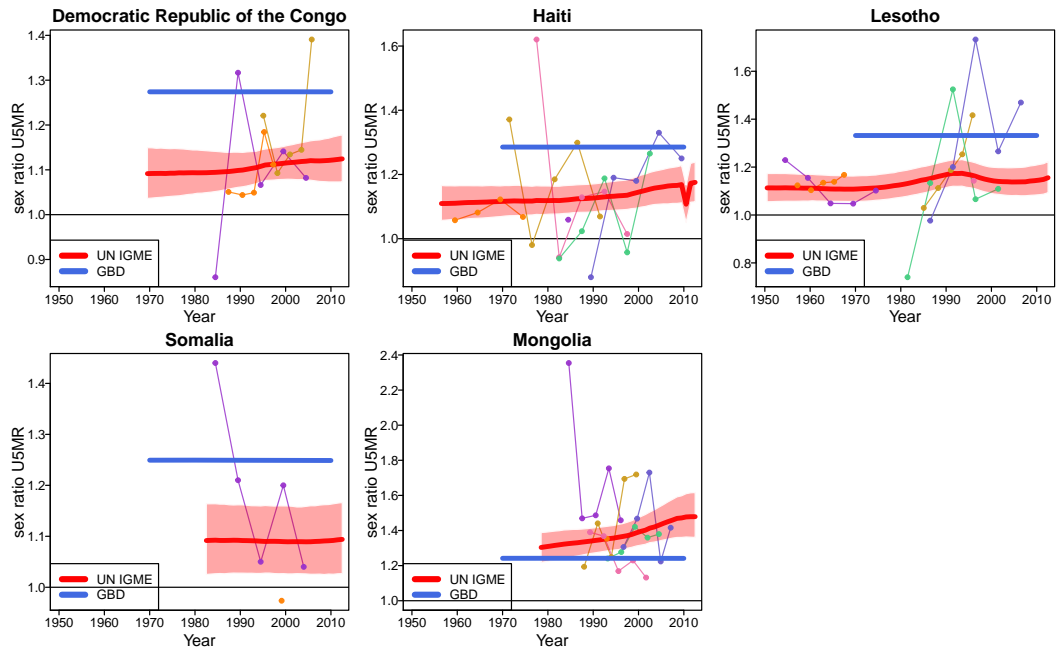 Democratic Republic of the Congo
sex ratio U5MR
1.4
1.3
1.2
1.1
1.0
0.9
UN IGME
GBD
1950 1960 1970 1980 1990 2000 2010
Year
Haiti
sex ratio U5MR
1.6
1.4
1.2
1.0
UN IGME
GBD
1950 1960 1970 1980 1990 2000 2010
Year
Lesotho
sex ratio U5MR
1.6
1.4
1.2
1.0
0.8
UN IGME
GBD
1950 1960 1970 1980 1990 2000 2010
Year
Somalia
sex ratio U5MR
1.4
1.3
1.2
1.1
1.0
UN IGME
GBD
1950 1960 1970 1980 1990 2000 2010
Year
Mongolia
sex ratio U5MR
2.4
2.2
2.0
1.8
1.6
1.4
1.2
1.0
UN IGME
GBD
1950 1960 1970 1980 1990 2000 2010
Year